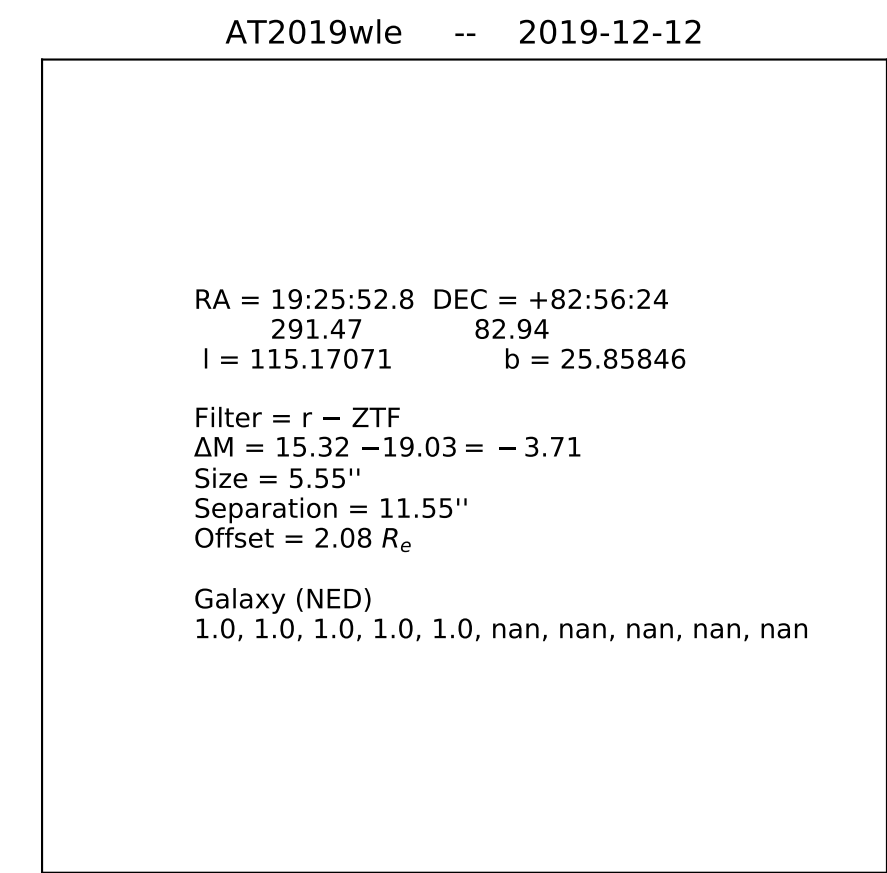 AT2019wle -- 2019-12-12
RA = 19:25:52.8 DEC = +82:56:24
291.47 82.94
l = 115.17071 b = 25.85846
Filter = r − ZTF
ΔM = 15.32 −19.03 = −3.71
Size = 5.55''
Separation = 11.55''
Offset = 2.08 Re
Galaxy (NED)
1.0, 1.0, 1.0, 1.0, 1.0, nan, nan, nan, nan, nan